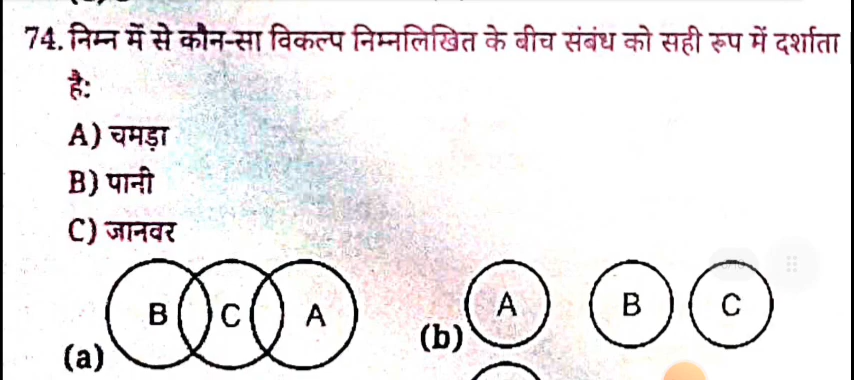 74. निम्न में से कौन-सा विकल्प निम्नलिखित के बीच संबंध को सही रूप में दर्शाता
है:
A) चमड़ा
B) पानी
C) जानवर
(a) B C A (b) A B C